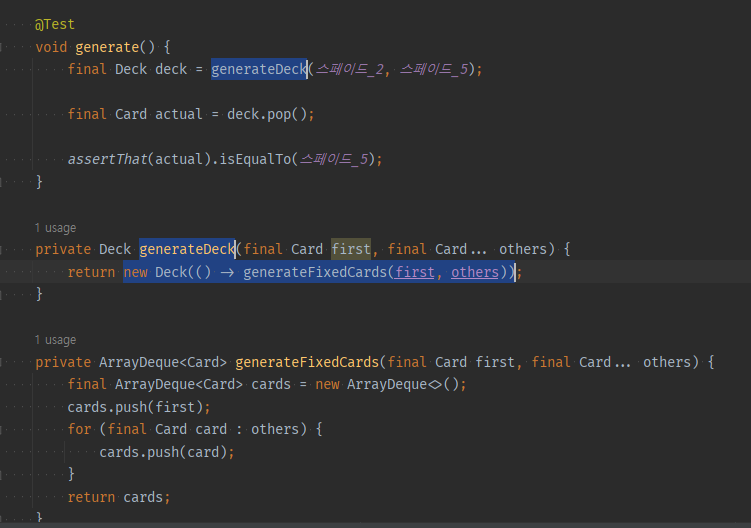 @Test
void generate() {
final Deck deck = generateDeck(스페이드_2, 스페이드_5);
final Card actual = deck.pop();
assertThat(actual).isEqualTo(스페이드_5);
}
1 usage
private Deck generateDeck(final Card first, final Card... others) {
return new Deck(() -> generateFixedCards(first, others));
}
1 usage
private ArrayDeque<Card> generateFixedCards(final Card first, final Card... others) {
final ArrayDeque<Card> cards = new ArrayDeque<>();
cards.push(first);
for (final Card card : others) {
cards.push(card);
}
return cards;
}